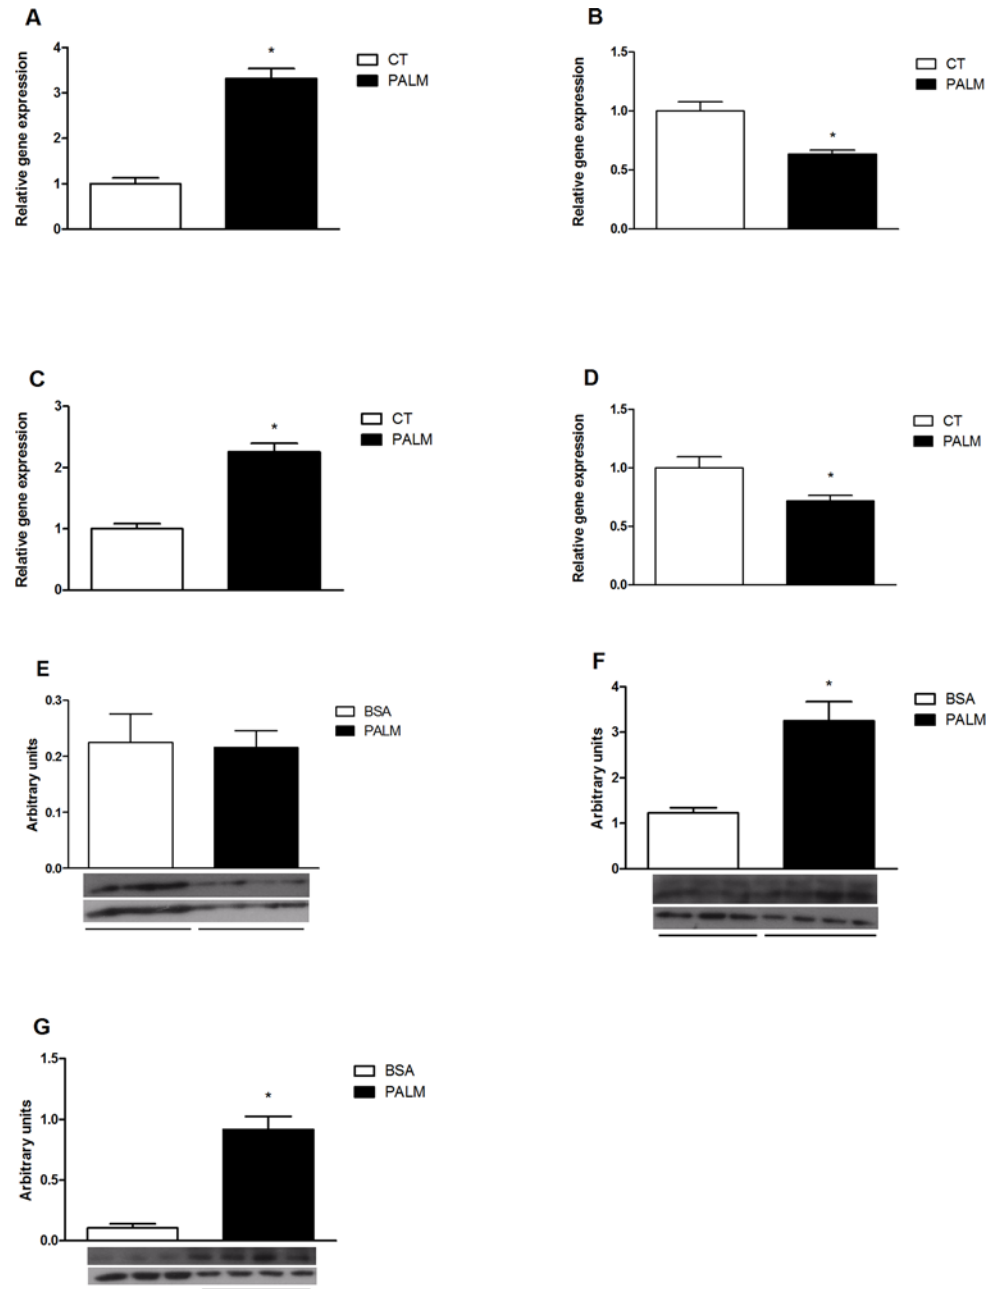 A
Relative gene expression
4
3
2
1
0
*
CT
PALM
B
Relative gene expression
1.5
1.0
0.5
0.0
*
CT
PALM
C
Relative gene expression
3
2
1
0
*
CT
PALM
D
Relative gene expression
1.5
1.0
0.5
0.0
*
CT
PALM
E
Arbitrary units
0.3
0.2
0.1
0.0
BSA
PALM
F
Arbitrary units
4
3
2
1
0
*
BSA
PALM
G
Arbitrary units
1.5
1.0
0.5
0.0
*
BSA
PALM